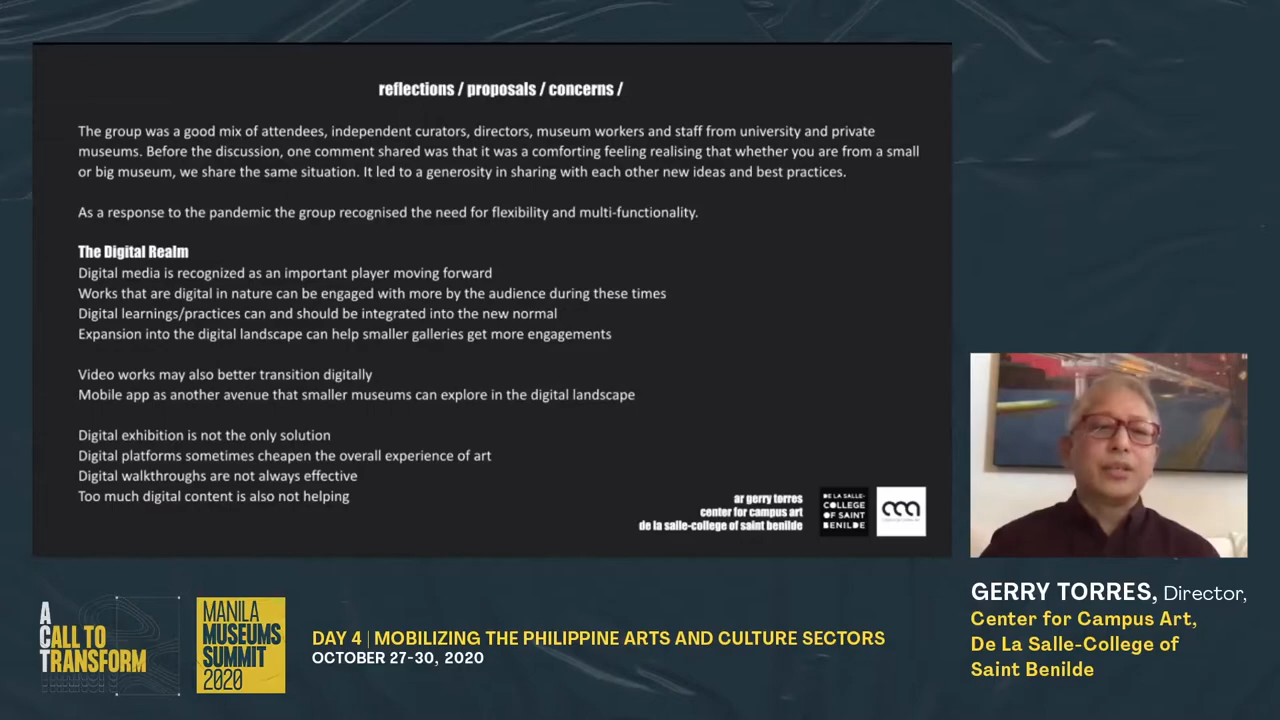 reflections / proposals / concerns /
The group was a good mix of attendees, independent curators, directors, museum workers and staff from university and private
museums. Before the discussion, one comment shared was that it was a comforting feeling realising that whether you are from a small
or big museum, we share the same situation. It led to a generosity in sharing with each other new ideas and best practices.
As a response to the pandemic the group recognised the need for flexibility and multi-functionality.
The Digital Realm
Digital media is recognized as an important player moving forward
Works that are digital in nature can be engaged with more by the audience during these times
Digital learnings/practices can and should be integrated into the new normal
Expansion into the digital landscape can help smaller galleries get more engagements
Video works may also better transition digitally
Mobile app as another avenue that smaller museums can explore in the digital landscape
Digital exhibition is not the only solution
Digital platforms sometimes cheapen the overall experience of art
Digital walkthroughs are not always effective
Too much digital content is also not helping
ar gerry torres
center for campus art
de la salle-college of saint benilde
DE LA SALLE-
COLLEGE
OF SAINT
BENILDE
cca
GERRY TORRES, Director,
Center for Campus Art,
De La Salle-College of
Saint Benilde
A
CALL TO
TRANSFORM
MANILA
MUSEUMS
SUMMIT
2020
DAY 4 | MOBILIZING THE PHILIPPINE ARTS AND CULTURE SECTORS
OCTOBER 27-30, 2020